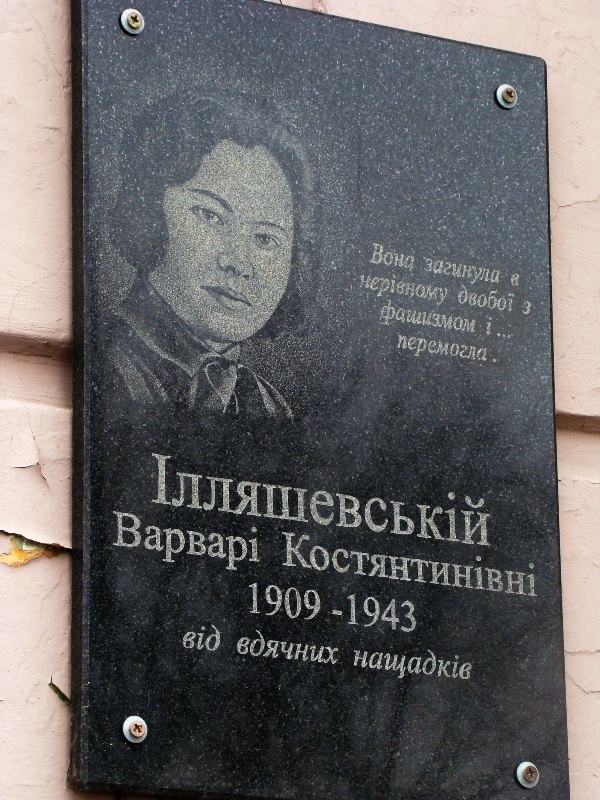 Вона загинула в
нерівному двобої з
фашизмом і ...
перемогла.
Ілляшевській
Варварі Костянтинівні
1909 - 1943
від вдячних нащадків